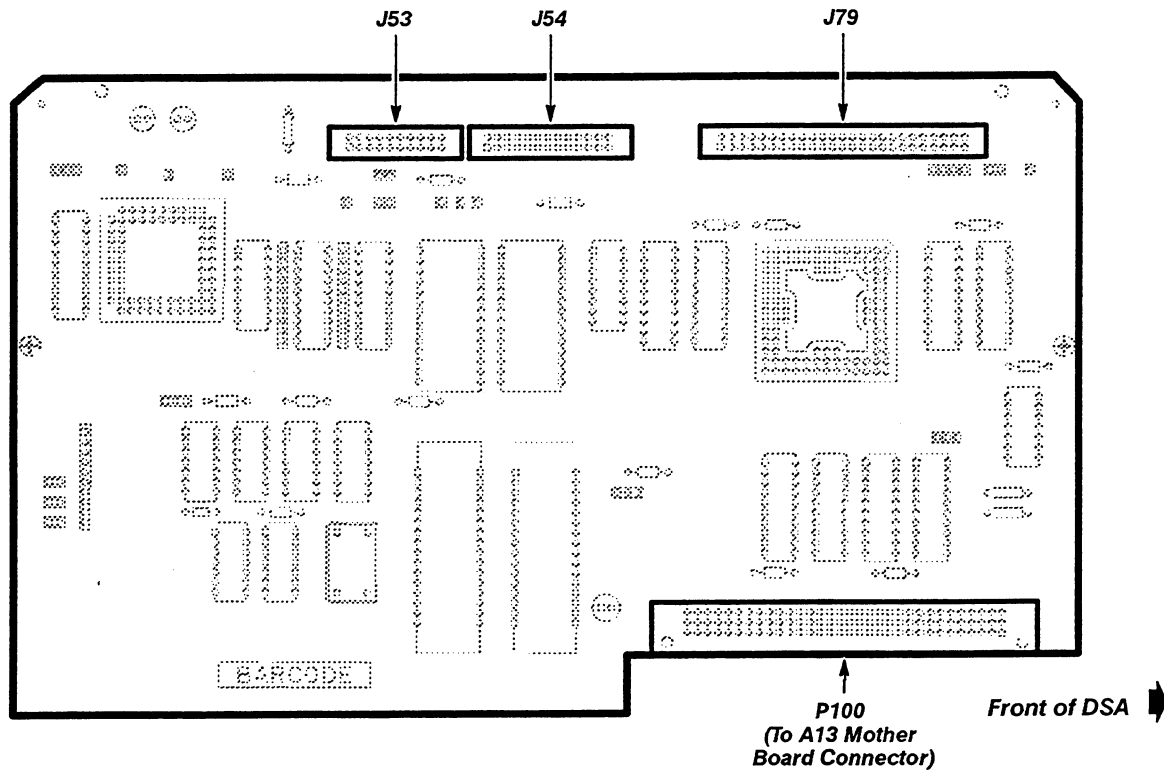 J53
J54
J79
BARCODE
P100
(To A13 Mother
Board Connector)
Front of DSA